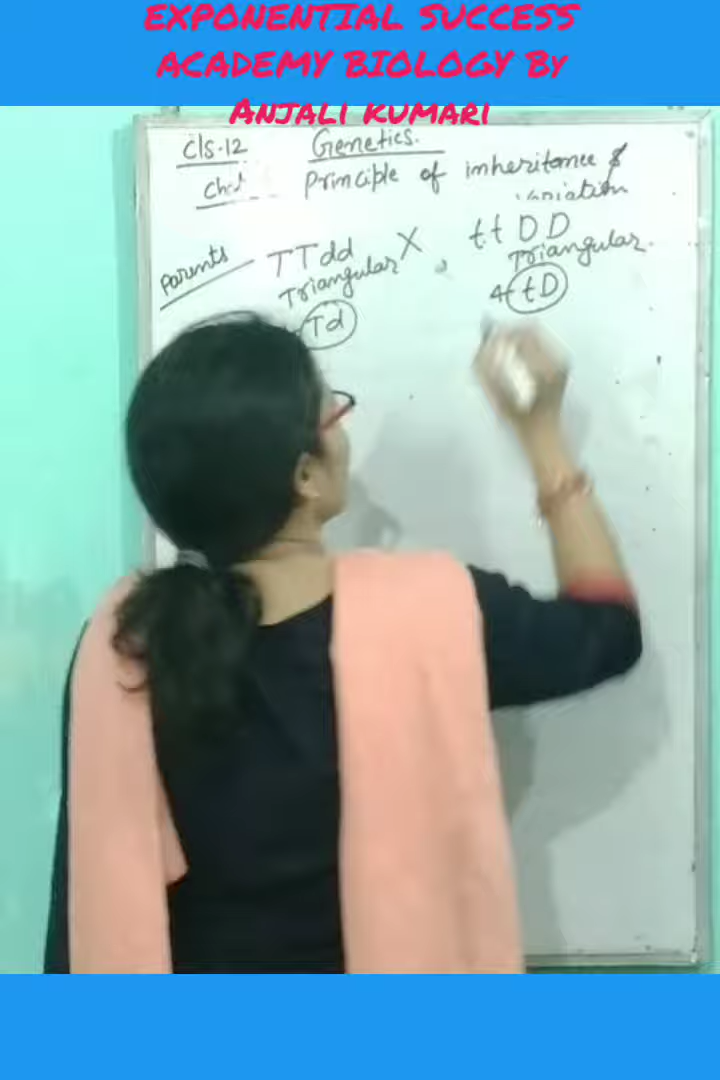 EXPONENTIAL SUCCESS
ACADEMY BIOLOGY By
ANJALI KUMARI
Cls.12 Genetics.
Principle of inheritance &
variation
Parents TTdd X ttDD
Triangular Triangular
Td tD